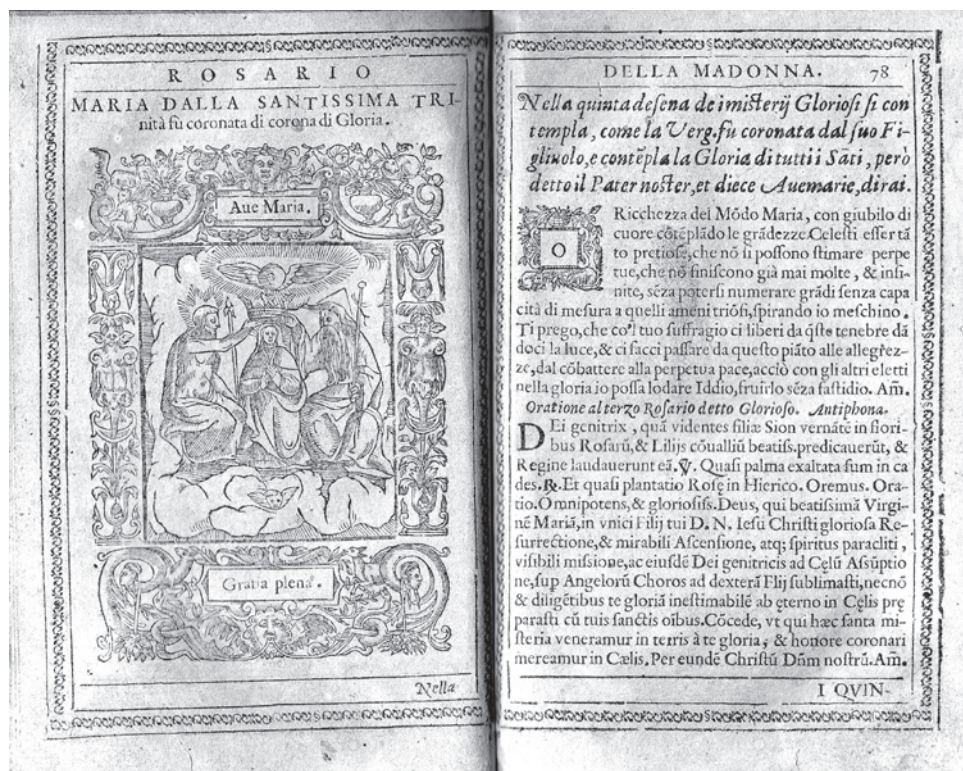 ROSARIO
MARIA DALLA SANTISSIMA TRI-
nità fu coronata di corona di Gloria.
Aue Maria.
Gratia plena.
Nella
DELLA MADONNA. 78
Nella quinta desena de i misterij Gloriosi si con
templa, come la Verg. fu coronata dal suo Fi-
gliuolo, e contẽpla la Gloria di tutti i Sãti, però
detto il Pater noster, et diece Auemarie, dirai.
O Ricchezza del Mõdo Maria, con giubilo di
cuore cõtẽplãdo le grãdezze Celesti esser tã
to pretiose, che nõ si possono stimare perpe
tue, che nõ finiscono già mai molte, & infi-
nite, sẽza potersi numerare grãdi senza capa
cità di mesura a quelli ameni triõfi, spirando io meschino.
Ti prego, che co'l tuo suffragio ci liberi da q̃ste tenebre dã
doci la luce, & ci facci passare da questo piãto alle allegrez-
ze, dal cõbattere alla perpetua pace, acciò con gli altri eletti
nella gloria io possa lodare Iddio, fruirlo sẽza fastidio. Am̃.
Oratione al terzo Rosario detto Glorioso. Antiphona.
DEi genitrix, quã videntes filiæ Sion vernãtẽ in flori-
bus Rosarũ, & Lilijs cõualliũ beatiss. predicauerũt, &
Regine laudauerunt eã. ℣. Quasi palma exaltata sum in ca
des. ℟. Et quasi plantatio Rosę in Hierico. Oremus. Ora-
tio. Omnipotens, & gloriosiss. Deus, qui beatissimã Virgi-
nẽ Mariã, in vnici Filij tui D. N. Iesu Christi gloriosa Re-
surrectione, & mirabili Ascensione, atq; spiritus paracliti,
visibili missione, ac eiusdẽ Dei genitricis ad Cęlũ Assũptio
ne, sup Angelorũ Choros ad dexterã Flij sublimasti, necnõ
& diligẽtibus te gloriã inestimabilẽ ab ęterno in Cęlis prę
parasti cũ tuis sanctis oibus. Cõcede, vt qui hæc santa mi-
steria veneramur in terris à te gloria, & honore coronari
mereamur in Cælis. Per eundẽ Christũ Dñm nostrũ. Am̃.
I QVIN-